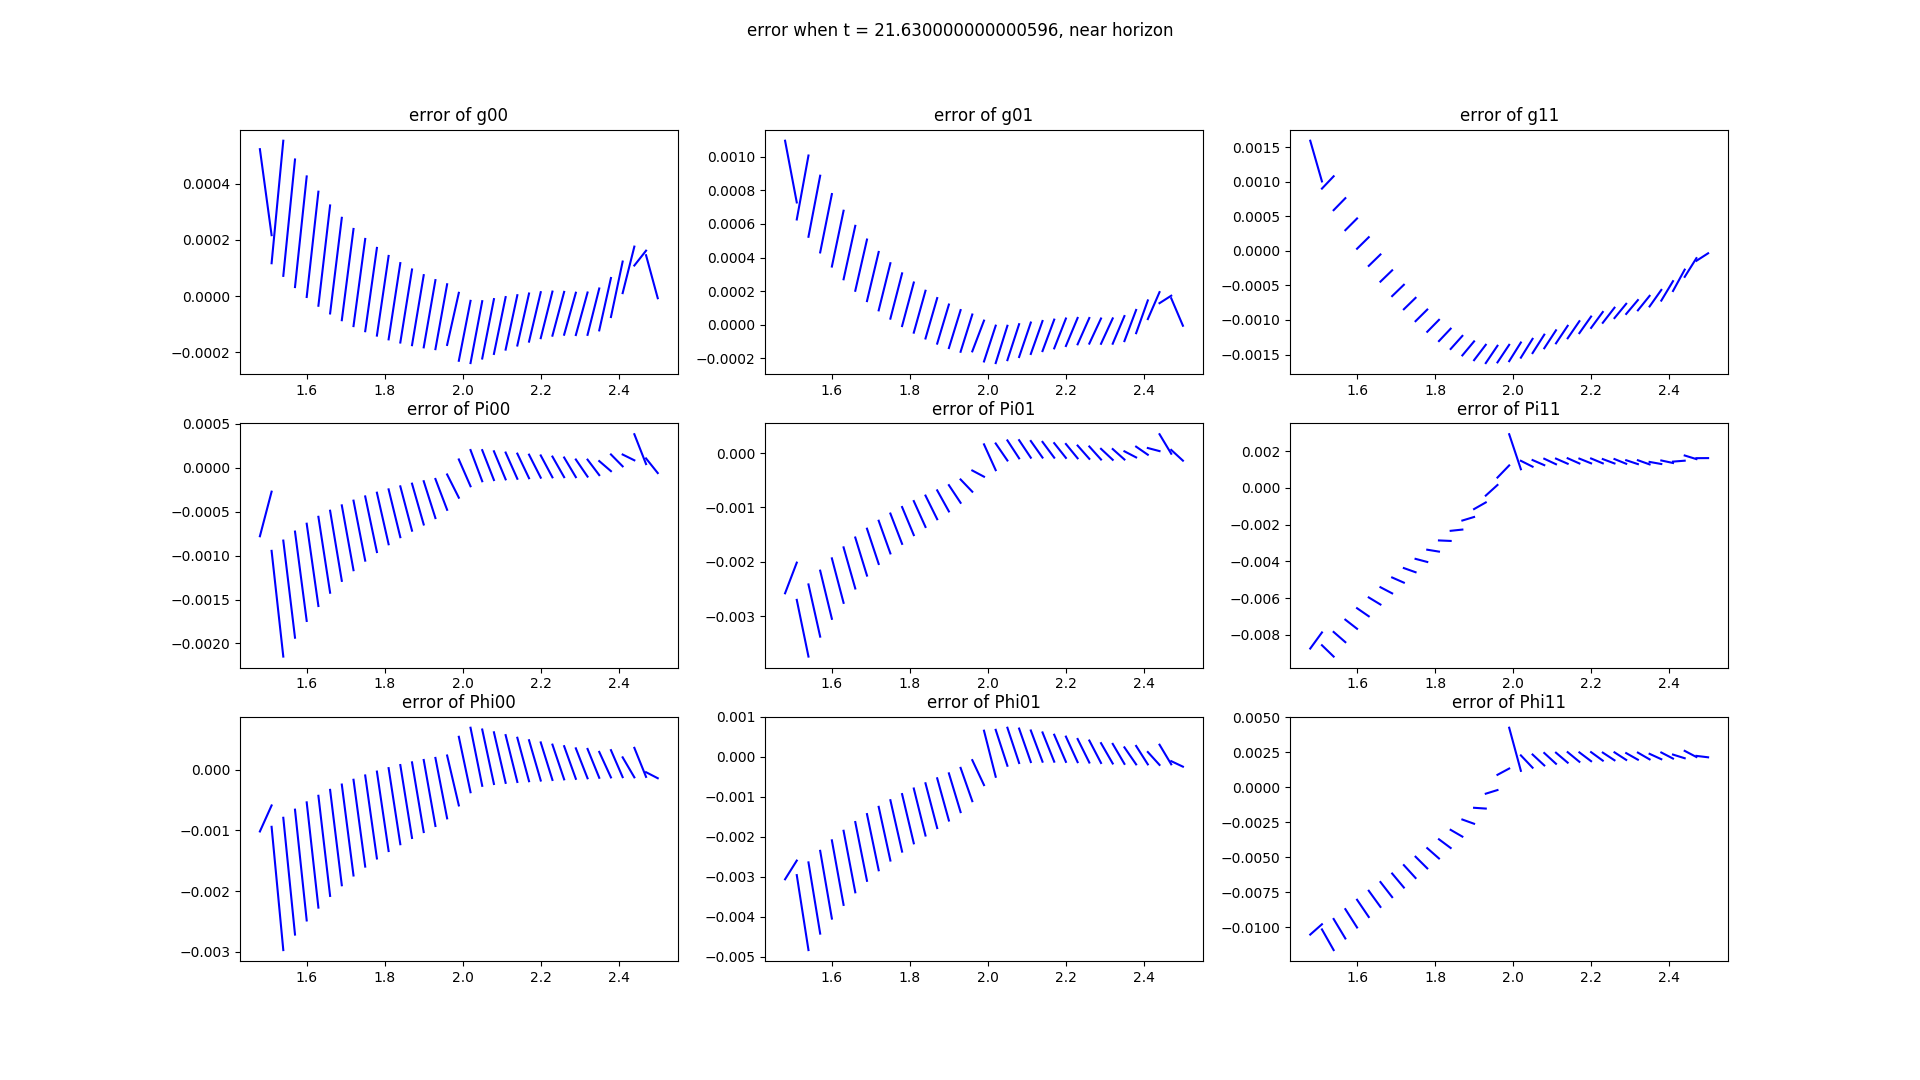 error when t = 21.630000000000596, near horizon
error of g00
error of g01
error of g11
0.0004
0.0002
0.0000
−0.0002
1.6 1.8 2.0 2.2 2.4
0.0010
0.0008
0.0006
0.0004
0.0002
0.0000
−0.0002
1.6 1.8 2.0 2.2 2.4
0.0015
0.0010
0.0005
0.0000
−0.0005
−0.0010
−0.0015
1.6 1.8 2.0 2.2 2.4
error of Pi00
error of Pi01
error of Pi11
0.0005
0.0000
−0.0005
−0.0010
−0.0015
−0.0020
1.6 1.8 2.0 2.2 2.4
0.000
−0.001
−0.002
−0.003
1.6 1.8 2.0 2.2 2.4
0.002
0.000
−0.002
−0.004
−0.006
−0.008
1.6 1.8 2.0 2.2 2.4
error of Phi00
error of Phi01
error of Phi11
0.000
−0.001
−0.002
−0.003
1.6 1.8 2.0 2.2 2.4
0.001
0.000
−0.001
−0.002
−0.003
−0.004
−0.005
1.6 1.8 2.0 2.2 2.4
0.0050
0.0025
0.0000
−0.0025
−0.0050
−0.0075
−0.0100
1.6 1.8 2.0 2.2 2.4